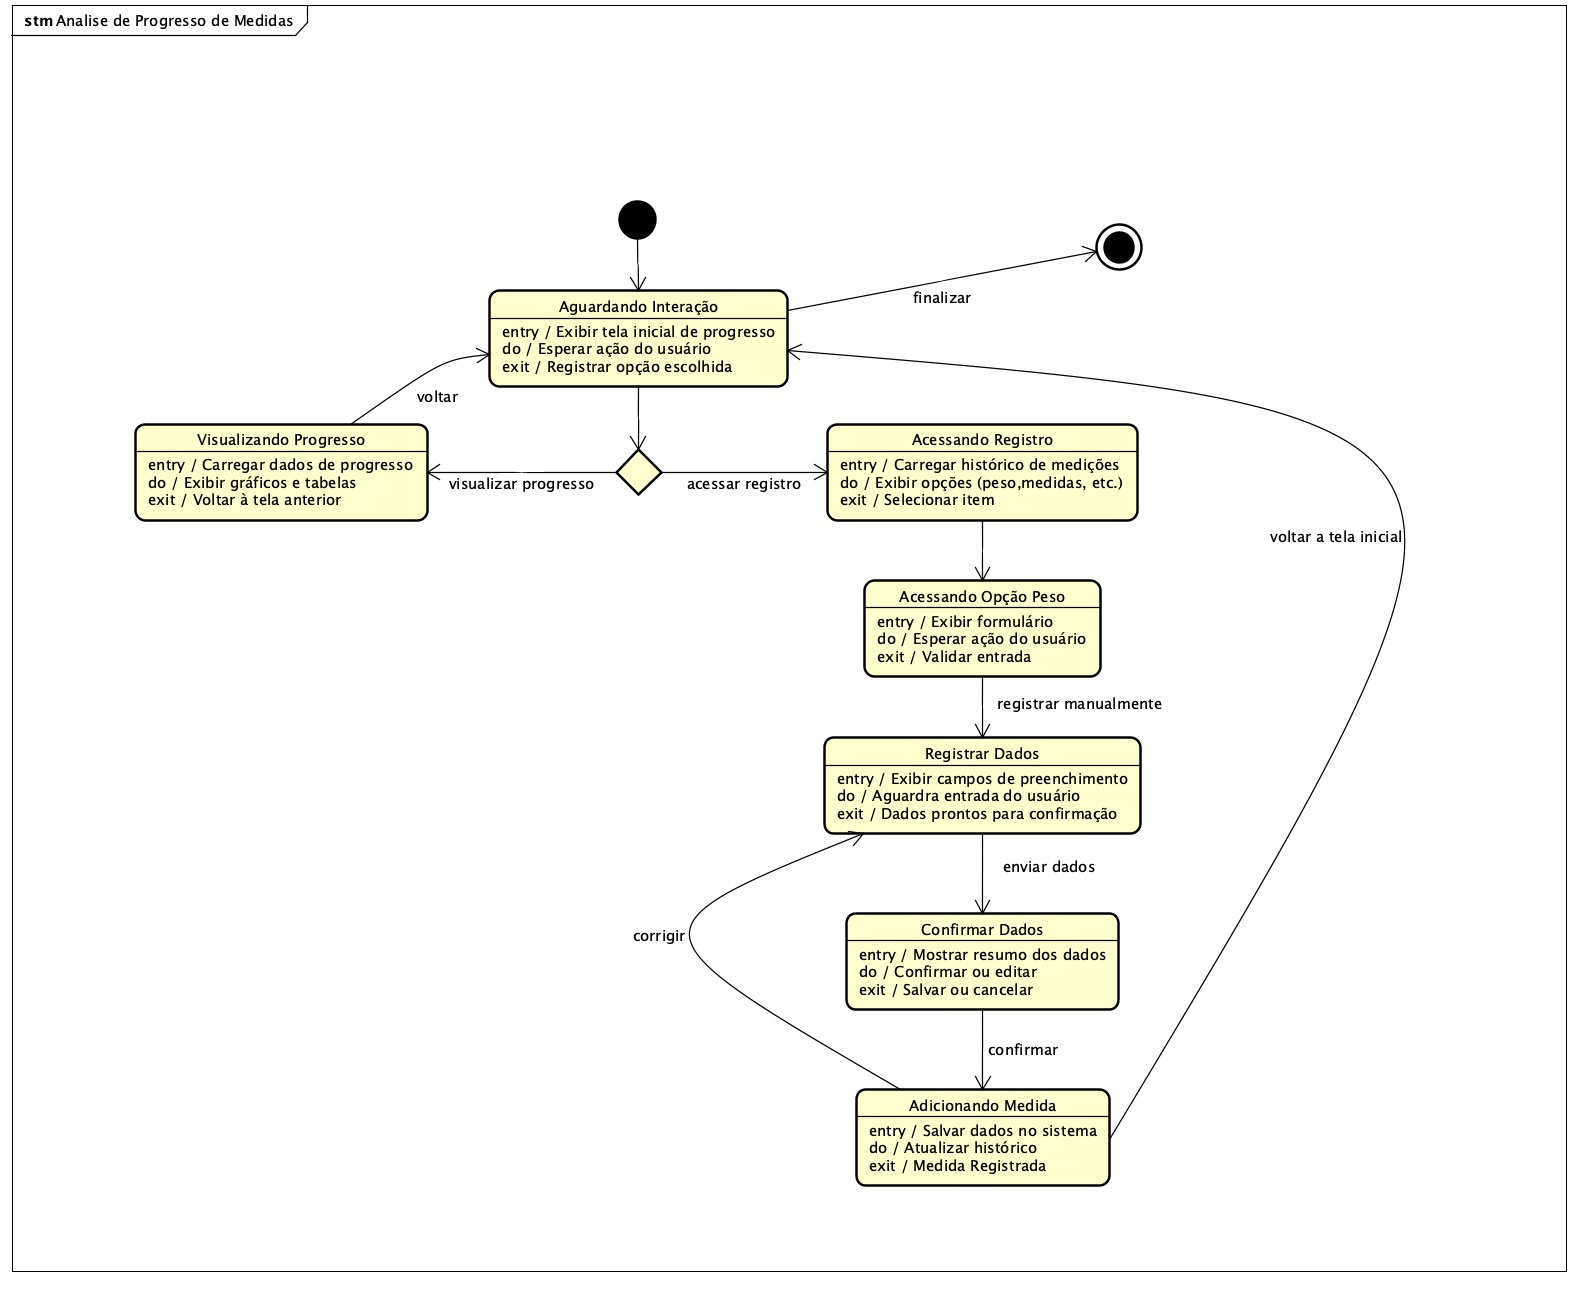 stm Analise de Progresso de Medidas
finalizar
Aguardando Interação
entry / Exibir tela inicial de progresso
do / Esperar ação do usuário
exit / Registrar opção escolhida
voltar
Visualizando Progresso
entry / Carregar dados de progresso
do / Exibir gráficos e tabelas
exit / Voltar à tela anterior
visualizar progresso
acessar registro
Acessando Registro
entry / Carregar histórico de medições
do / Exibir opções (peso,medidas, etc.)
exit / Selecionar item
voltar a tela inicial
Acessando Opção Peso
entry / Exibir formulário
do / Esperar ação do usuário
exit / Validar entrada
registrar manualmente
Registrar Dados
entry / Exibir campos de preenchimento
do / Aguardra entrada do usuário
exit / Dados prontos para confirmação
enviar dados
corrigir
Confirmar Dados
entry / Mostrar resumo dos dados
do / Confirmar ou editar
exit / Salvar ou cancelar
confirmar
Adicionando Medida
entry / Salvar dados no sistema
do / Atualizar histórico
exit / Medida Registrada